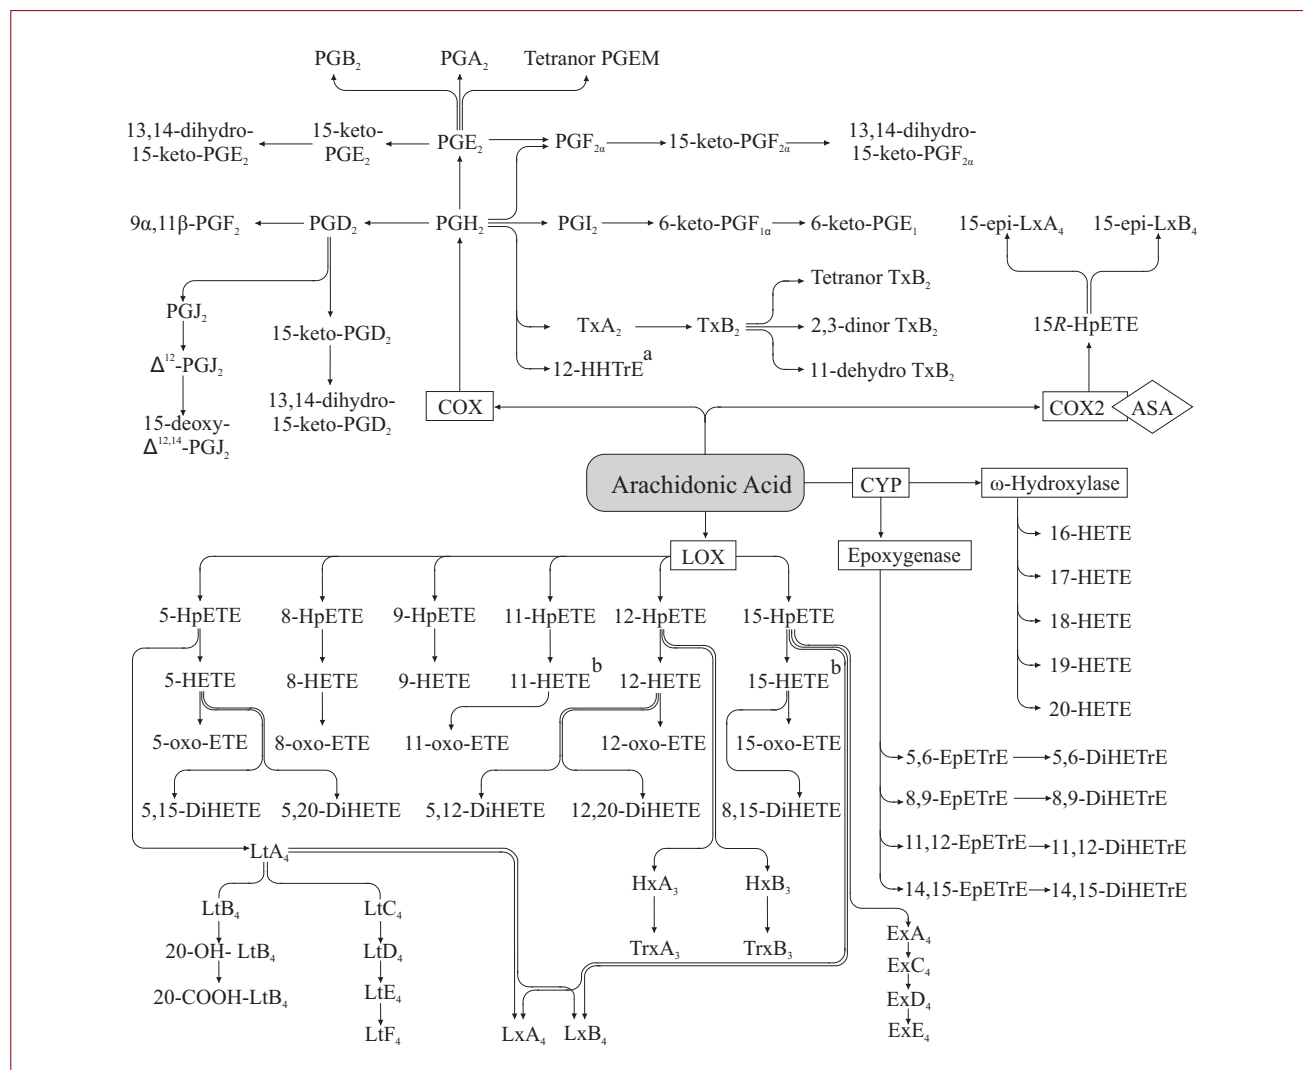 PGB₂
PGA₂
Tetranor PGEM
13,14-dihydro-
15-keto-PGE₂
15-keto-
PGE₂
PGE₂
PGF₂α
15-keto-PGF₂α
13,14-dihydro-
15-keto-PGF₂α
9α,11β-PGF₂
PGD₂
PGH₂
PGI₂
6-keto-PGF₁α
6-keto-PGE₁
15-epi-LxA₄
15-epi-LxB₄
PGJ₂
15-keto-PGD₂
Δ¹²-PGJ₂
13,14-dihydro-
15-keto-PGD₂
15-deoxy-
Δ¹²,¹⁴-PGJ₂
TxA₂
TxB₂
Tetranor TxB₂
2,3-dinor TxB₂
11-dehydro TxB₂
12-HHTrEᵃ
15R-HpETE
COX
COX2
ASA
Arachidonic Acid
CYP
ω-Hydroxylase
LOX
Epoxygenase
16-HETE
17-HETE
18-HETE
19-HETE
20-HETE
5-HpETE
8-HpETE
9-HpETE
11-HpETE
12-HpETE
15-HpETE
5-HETE
8-HETE
9-HETE
11-HETEᵇ
12-HETE
15-HETEᵇ
5-oxo-ETE
8-oxo-ETE
11-oxo-ETE
12-oxo-ETE
15-oxo-ETE
5,15-DiHETE
5,20-DiHETE
5,12-DiHETE
12,20-DiHETE
8,15-DiHETE
5,6-EpETrE
5,6-DiHETrE
8,9-EpETrE
8,9-DiHETrE
11,12-EpETrE
11,12-DiHETrE
14,15-EpETrE
14,15-DiHETrE
LtA₄
LtB₄
20-OH- LtB₄
20-COOH-LtB₄
LtC₄
LtD₄
LtE₄
LtF₄
HxA₃
HxB₃
TrxA₃
TrxB₃
LxA₄
LxB₄
ExA₄
ExC₄
ExD₄
ExE₄